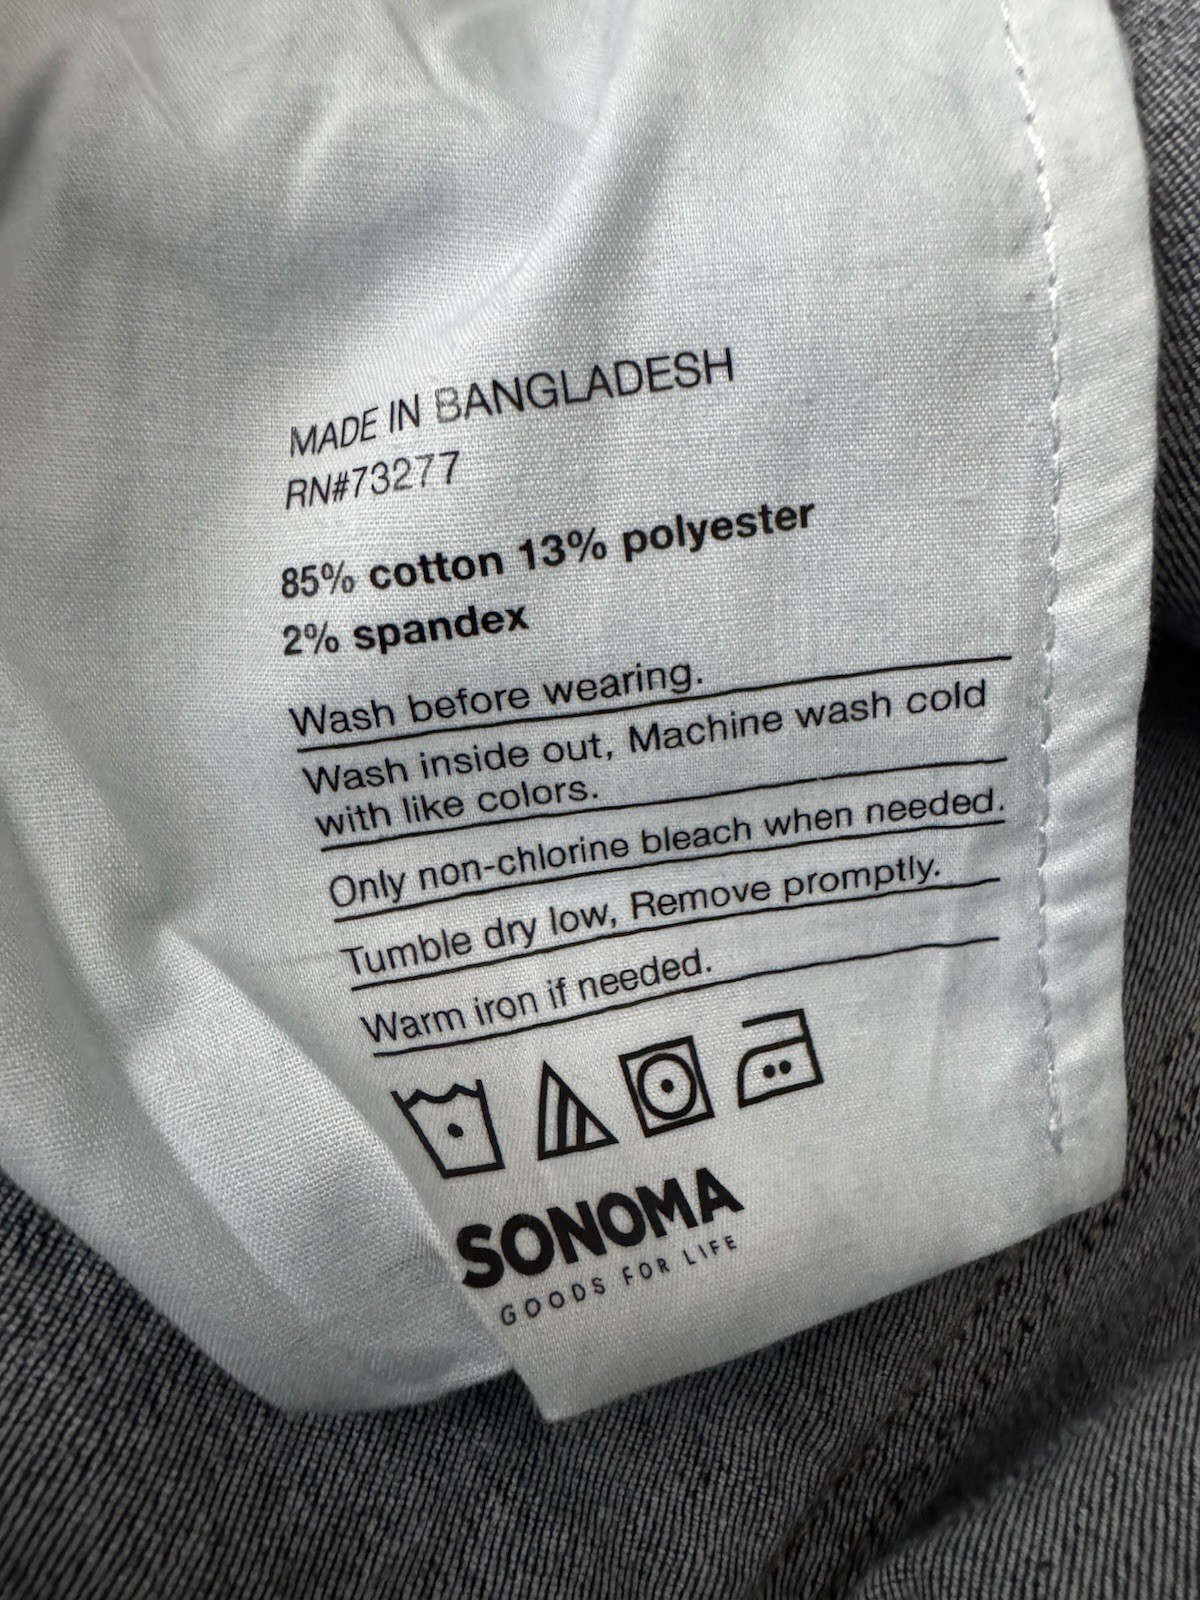 MADE IN BANGLADESH
RN#73277
85% cotton 13% polyester
2% spandex
Wash before wearing.
Wash inside out, Machine wash cold
with like colors.
Only non-chlorine bleach when needed.
Tumble dry low, Remove promptly.
Warm iron if needed.
SONOMA
GOODS FOR LIFE